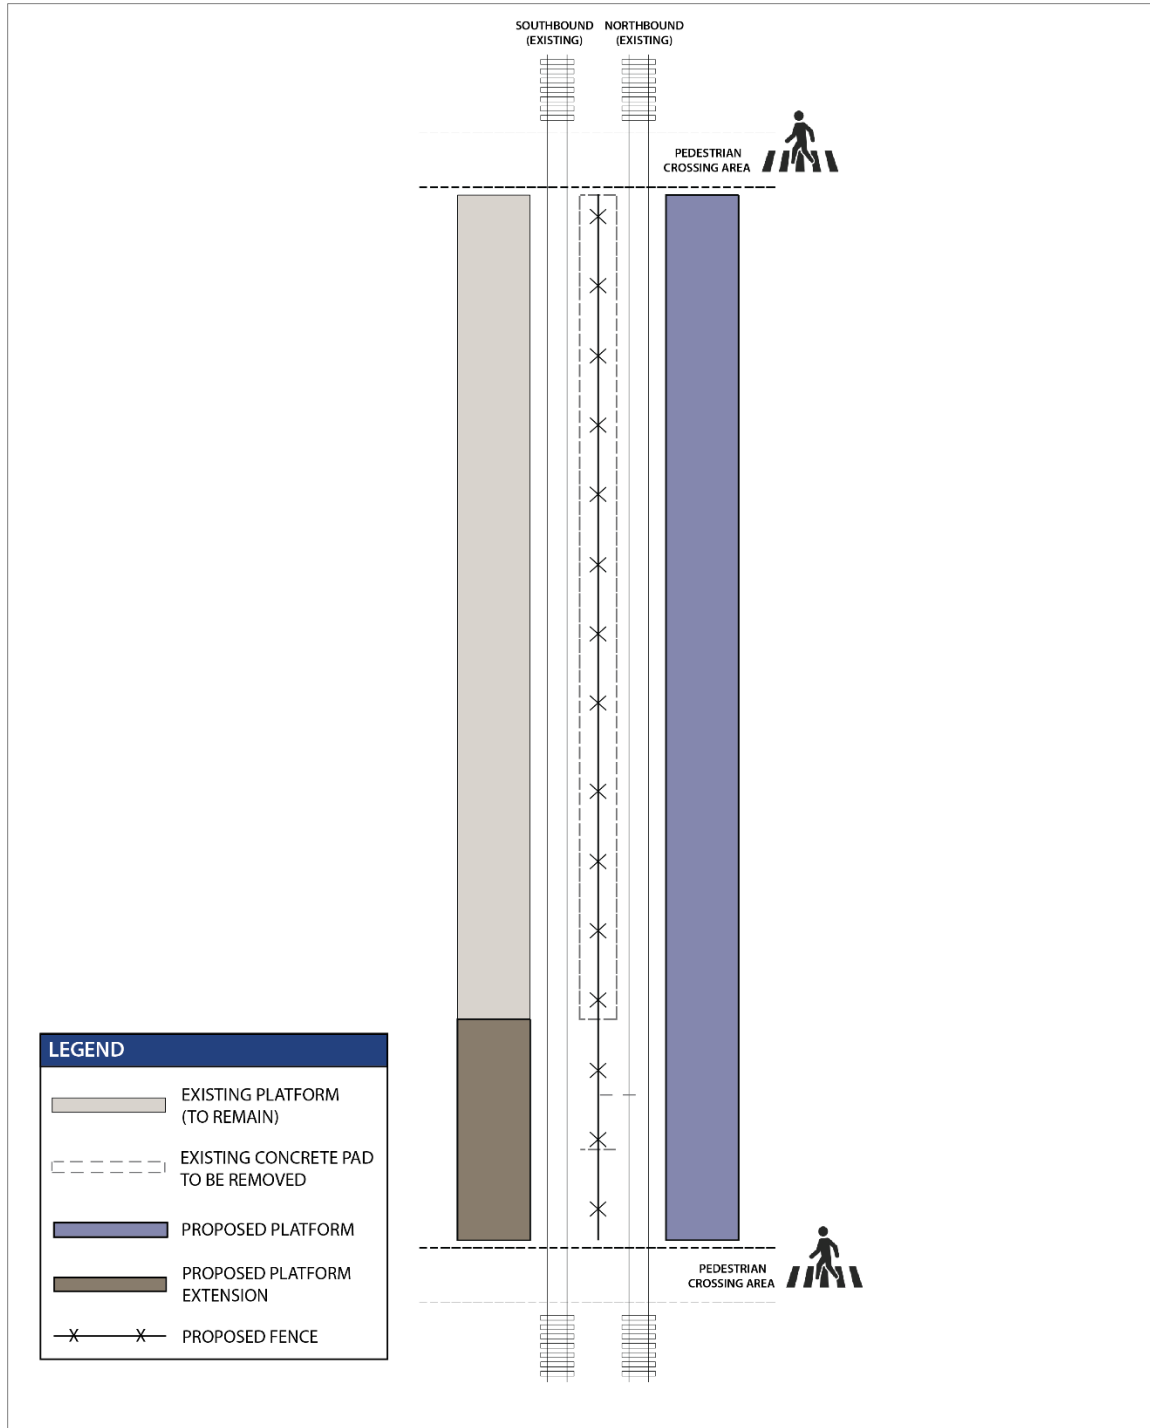 SOUTHBOUND
(EXISTING)
NORTHBOUND
(EXISTING)
PEDESTRIAN
CROSSING AREA
LEGEND
EXISTING PLATFORM
(TO REMAIN)
EXISTING CONCRETE PAD
TO BE REMOVED
PROPOSED PLATFORM
PROPOSED PLATFORM
EXTENSION
X X PROPOSED FENCE
PEDESTRIAN
CROSSING AREA